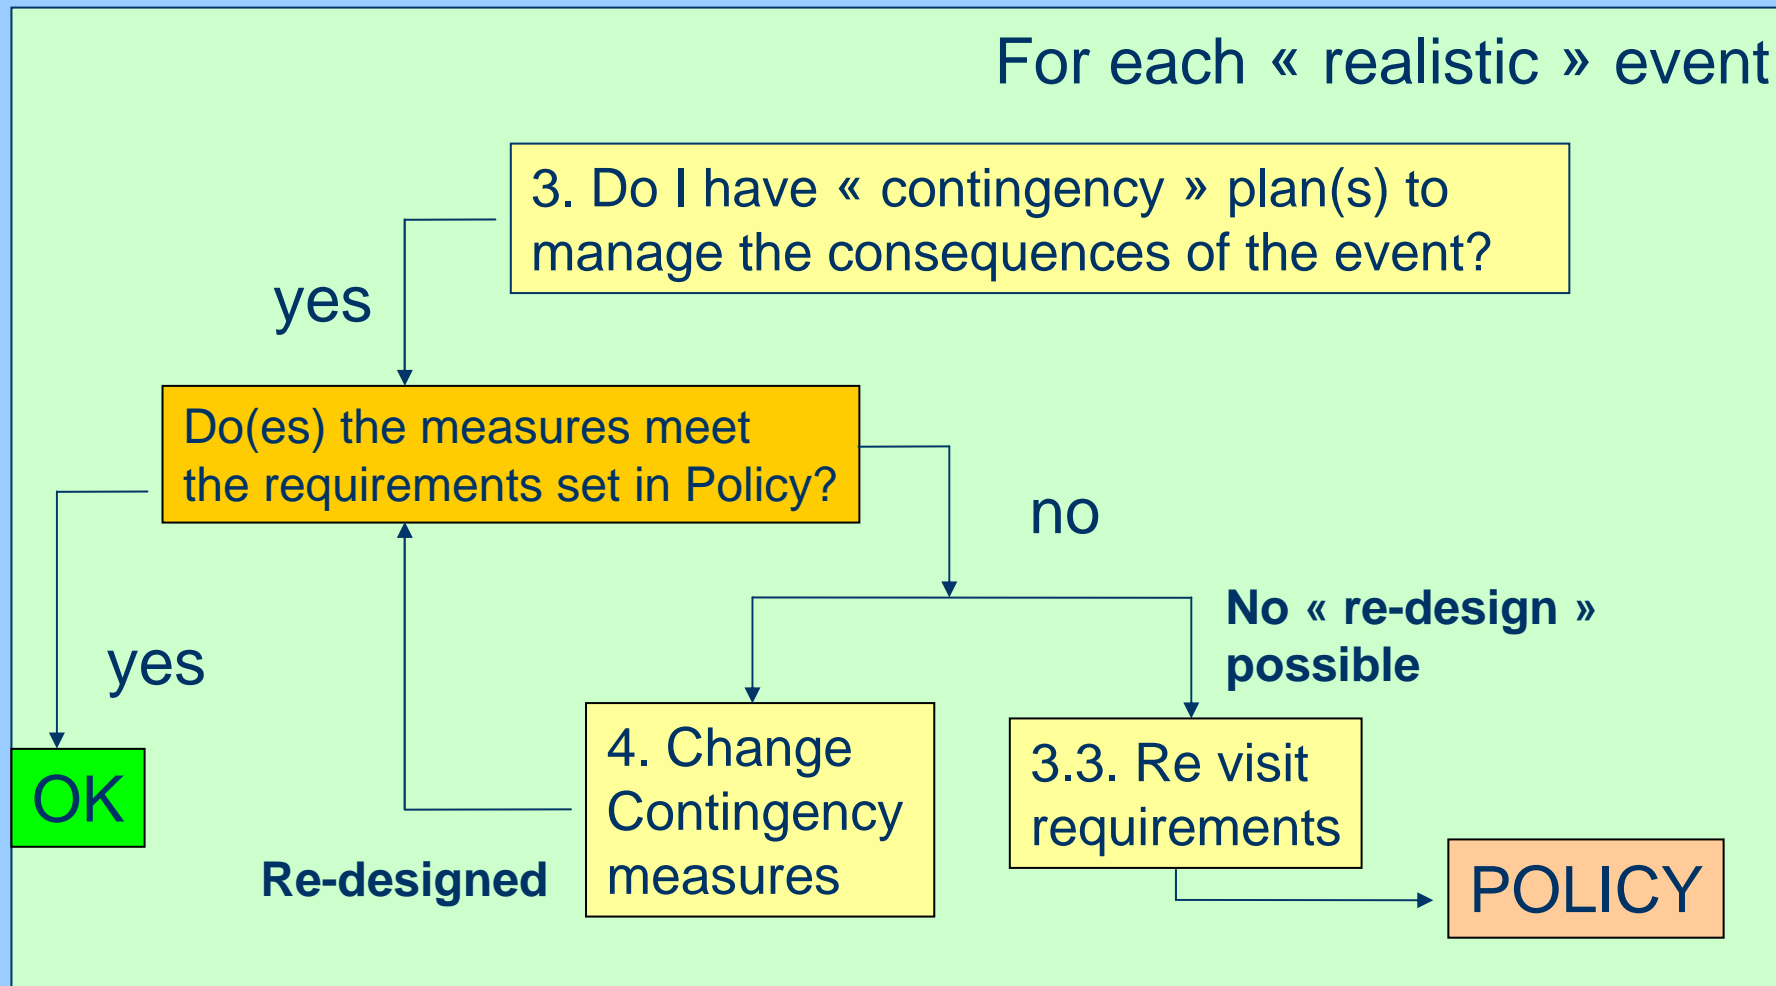 For each « realistic » event
3. Do I have « contingency » plan(s) to
manage the consequences of the event?
yes
Do(es) the measures meet
the requirements set in Policy?
no
No « re-design »
possible
yes
4. Change
Contingency
measures
3.3. Re visit
requirements
OK
Re-designed
POLICY